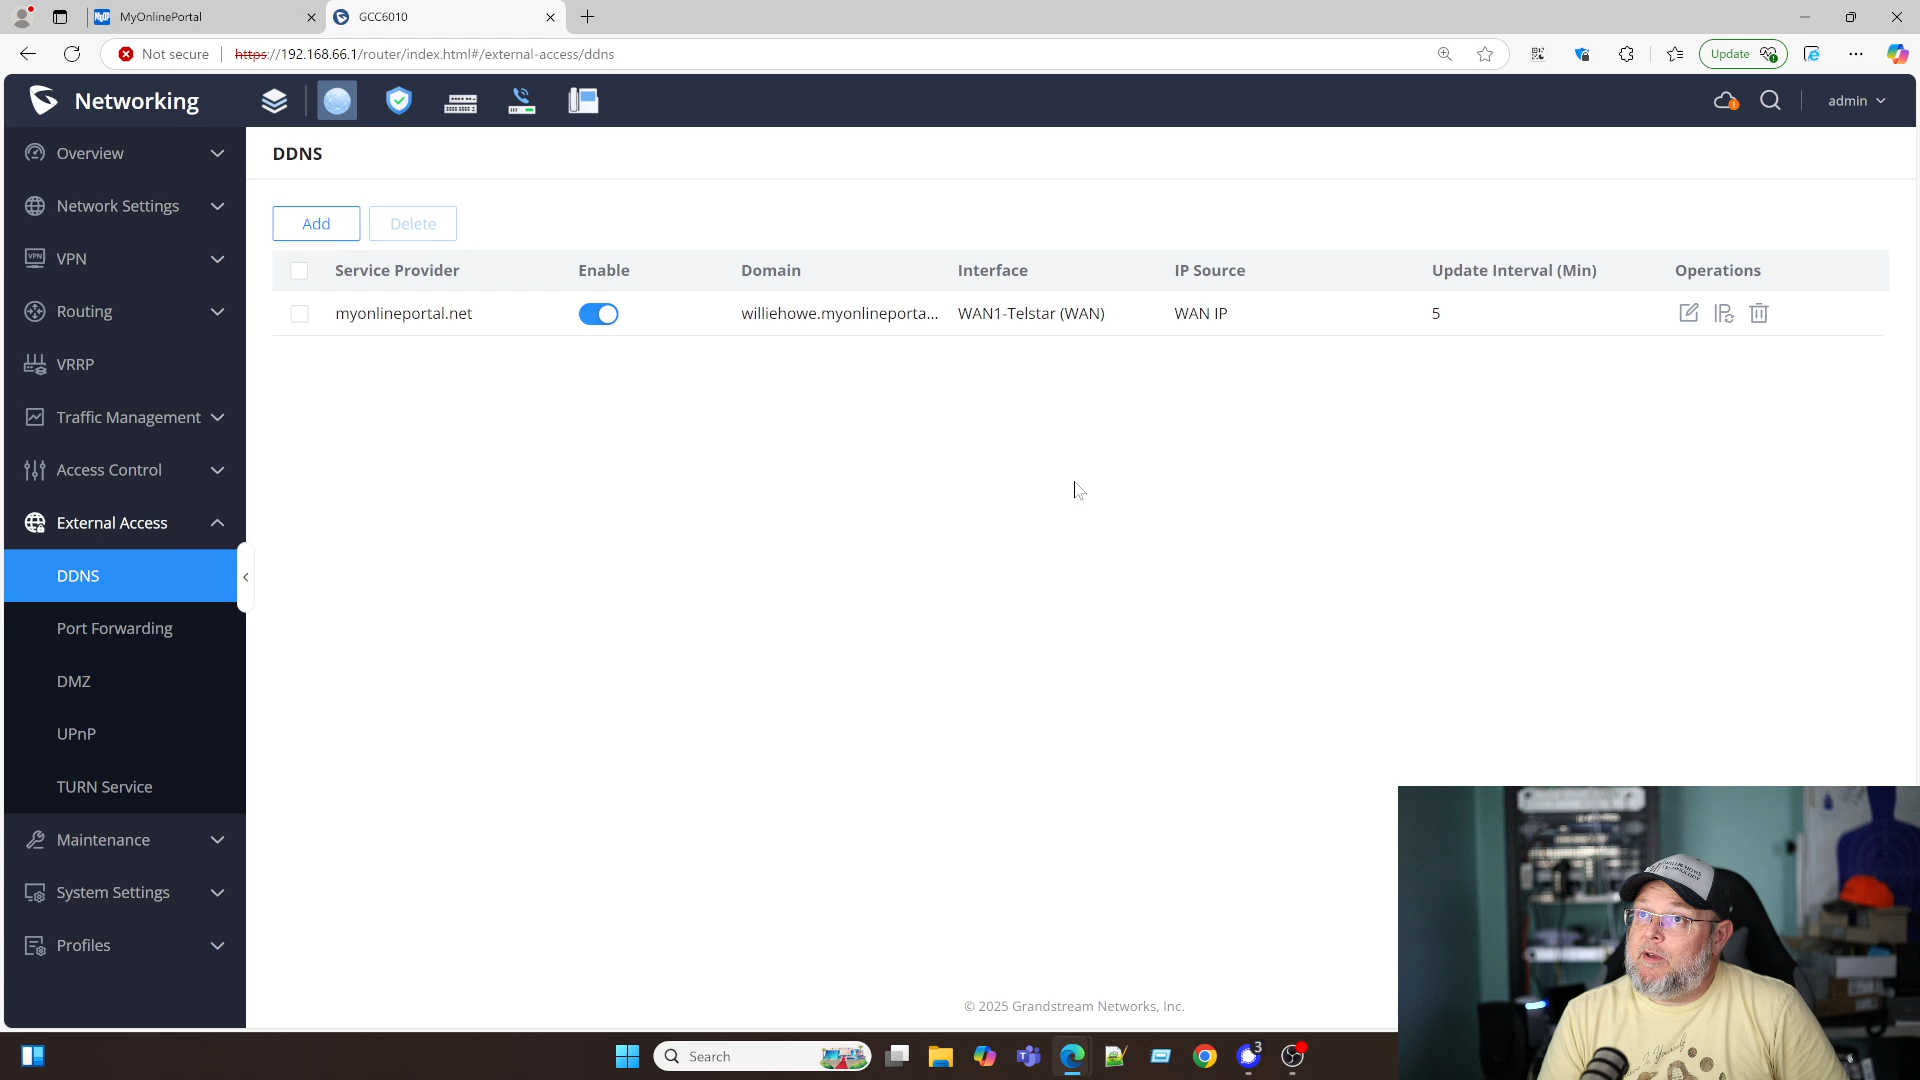 MyOnlinePortal
GCC6010
Not secure
https://192.168.66.1/router/index.html#/external-access/ddns
Update
Networking
admin
Overview
Network Settings
VPN
Routing
VRRP
Traffic Management
Access Control
External Access
DDNS
Port Forwarding
DMZ
UPnP
TURN Service
Maintenance
System Settings
Profiles
DDNS
Add
Delete
Service Provider Enable Domain Interface IP Source Update Interval (Min) Operations
myonlineportal.net williehowe.myonlineporta... WAN1-Telstar (WAN) WAN IP 5
© 2025 Grandstream Networks, Inc.
Search
3